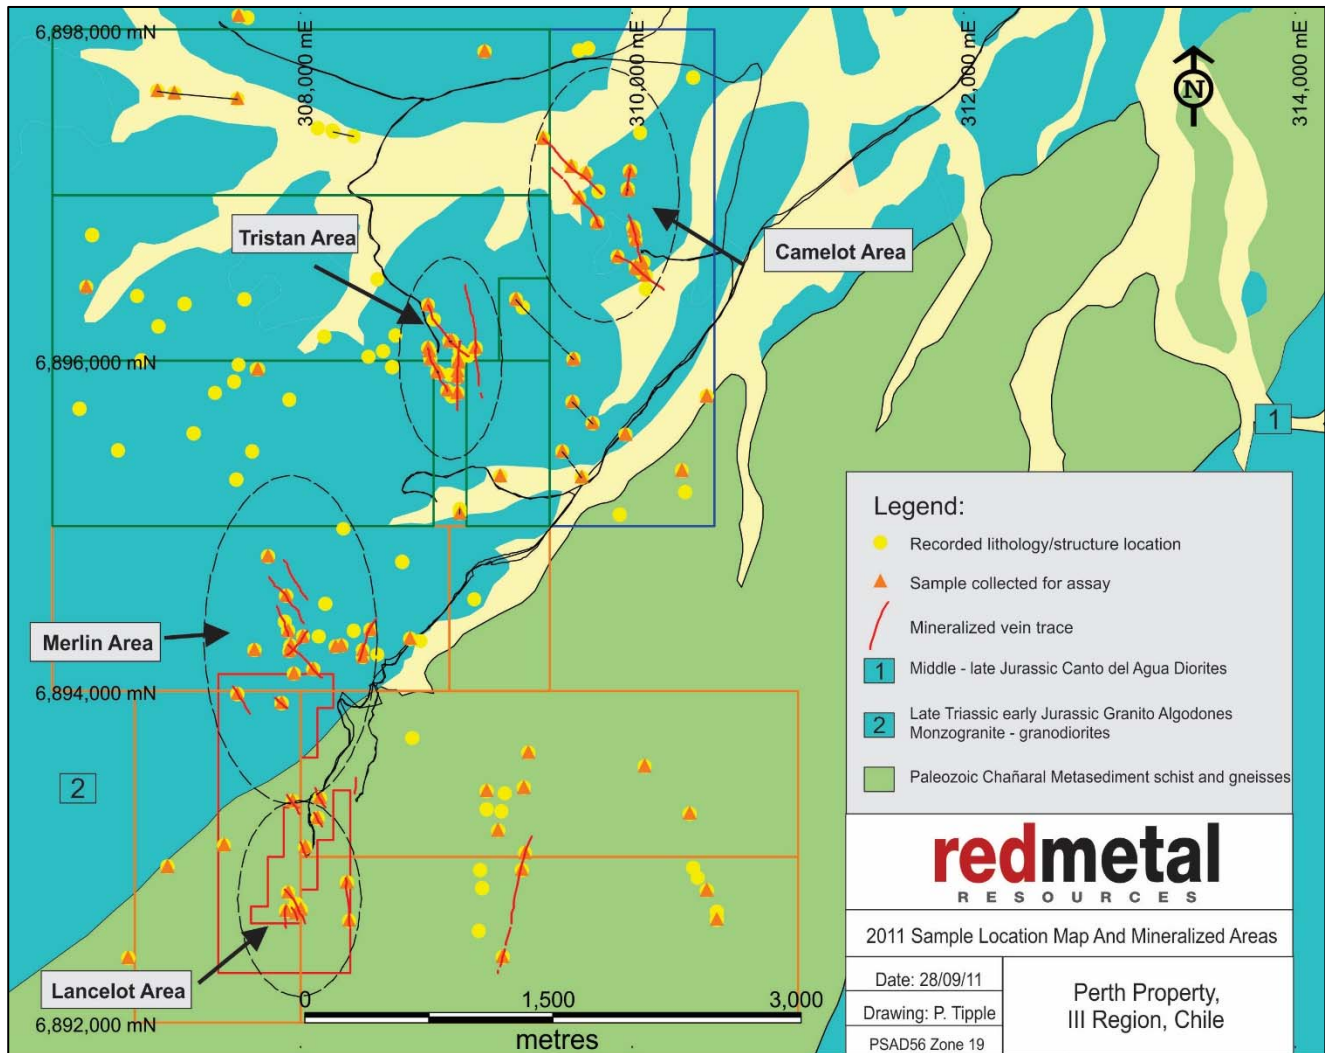 6,898,000 mN
308,000 mE
310,000 mE
312,000 mE
314,000 mE
N
Tristan Area
Camelot Area
6,896,000 mN
1
Merlin Area
6,894,000 mN
2
Lancelot Area
6,892,000 mN
0
1,500
3,000
metres
Legend:
Recorded lithology/structure location
Sample collected for assay
Mineralized vein trace
1
Middle - late Jurassic Canto del Agua Diorites
2
Late Triassic early Jurassic Granito Algodones
Monzogranite - granodiorites
Paleozoic Chañaral Metasediment schist and gneisses
redmetal
RESOURCES
2011 Sample Location Map And Mineralized Areas
Date: 28/09/11
Drawing: P. Tipple
PSAD56 Zone 19
Perth Property,
III Region, Chile